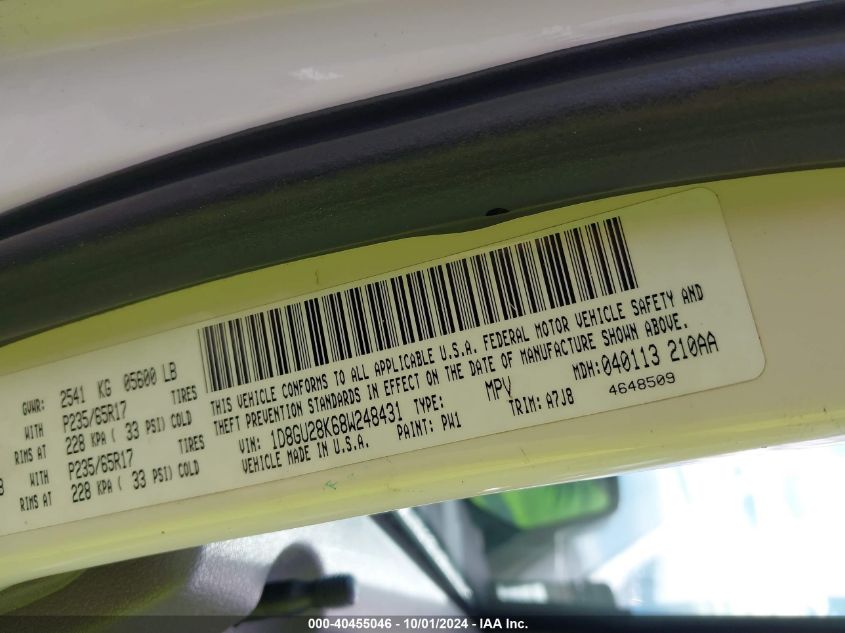 GVWR: 2541 KG 05600 LB
WITH P235/65R17 TIRES
RIMS AT 228 KPA ( 33 PSI) COLD
WITH P235/65R17 TIRES
RIMS AT 228 KPA ( 33 PSI) COLD
THIS VEHICLE CONFORMS TO ALL APPLICABLE U.S.A. FEDERAL MOTOR VEHICLE SAFETY AND
THEFT PREVENTION STANDARDS IN EFFECT ON THE DATE OF MANUFACTURE SHOWN ABOVE.
VIN: 1D8GU28K68W248431 TYPE: MPV MDH: 040113 210AA
VEHICLE MADE IN U.S.A. PAINT: PW1 TRIM: A7J8 4648509
000-40455046 - 10/01/2024 - IAA Inc.